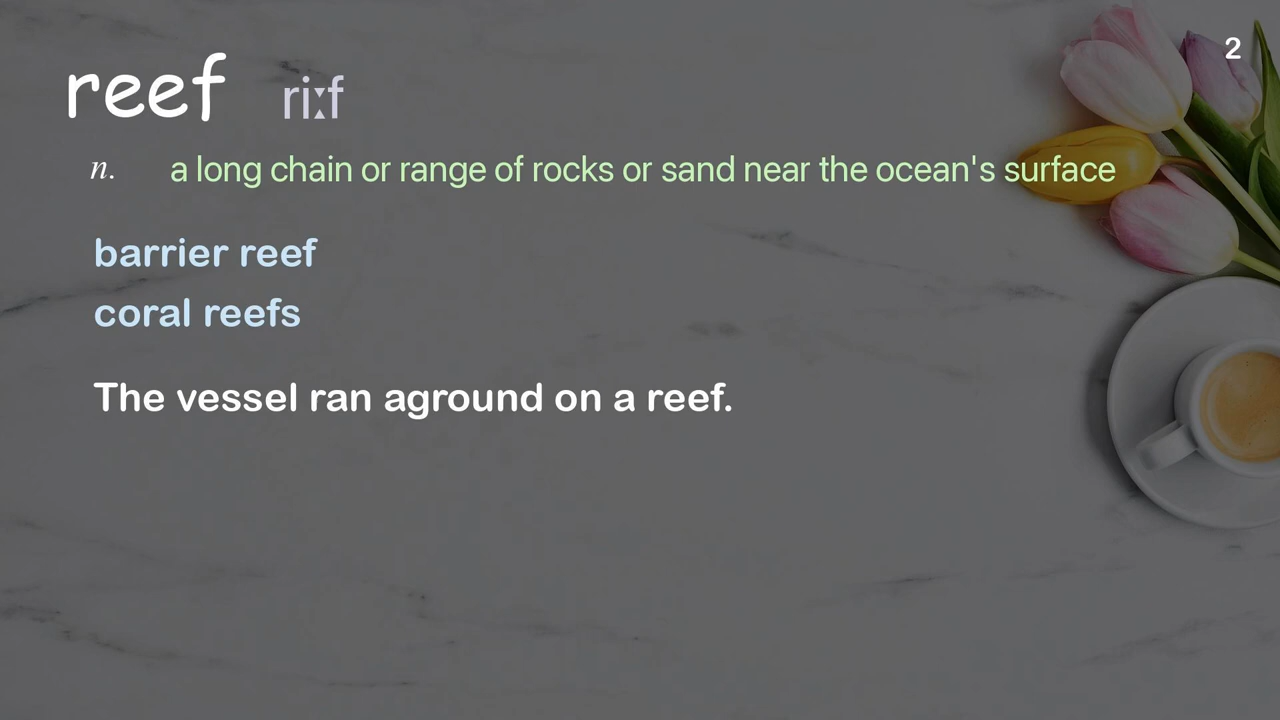 2
reef riːf
n. a long chain or range of rocks or sand near the ocean's surface
barrier reef
coral reefs
The vessel ran aground on a reef.